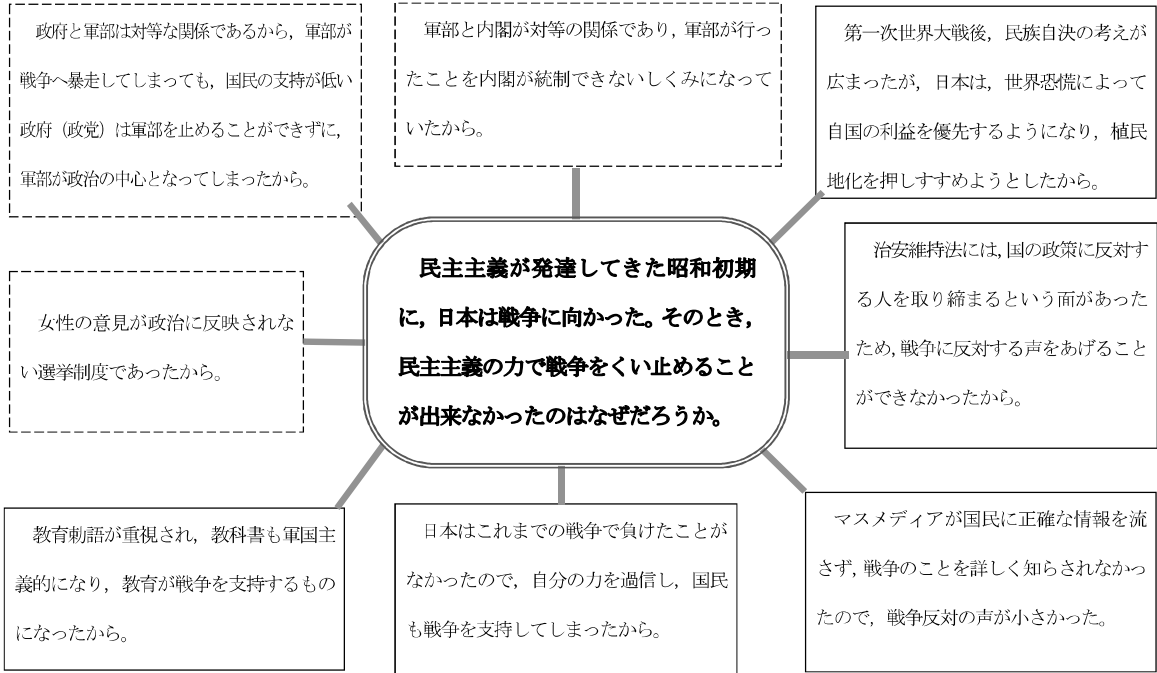 政府と軍部は対等な関係であるから，軍部が
戦争へ暴走してしまっても，国民の支持が低い
政府（政党）は軍部を止めることができずに，
軍部が政治の中心となってしまったから。
軍部と内閣が対等の関係であり，軍部が行っ
たことを内閣が統制できないしくみになって
いたから。
第一次世界大戦後，民族自決の考えが
広まったが，日本は，世界恐慌によって
自国の利益を優先するようになり，植民
地化を押しすすめようとしたから。
女性の意見が政治に反映されな
い選挙制度であったから。
民主主義が発達してきた昭和初期
に，日本は戦争に向かった。そのとき，
民主主義の力で戦争をくい止めること
が出来なかったのはなぜだろうか。
治安維持法には，国の政策に反対す
る人を取り締まるという面があった
ため，戦争に反対する声をあげること
ができなかったから。
教育勅語が重視され，教科書も軍国主
義的になり，教育が戦争を支持するもの
になったから。
日本はこれまでの戦争で負けたことが
なかったので，自分の力を過信し，国民
も戦争を支持してしまったから。
マスメディアが国民に正確な情報を流
さず，戦争のことを詳しく知らされなかっ
たので，戦争反対の声が小さかった。